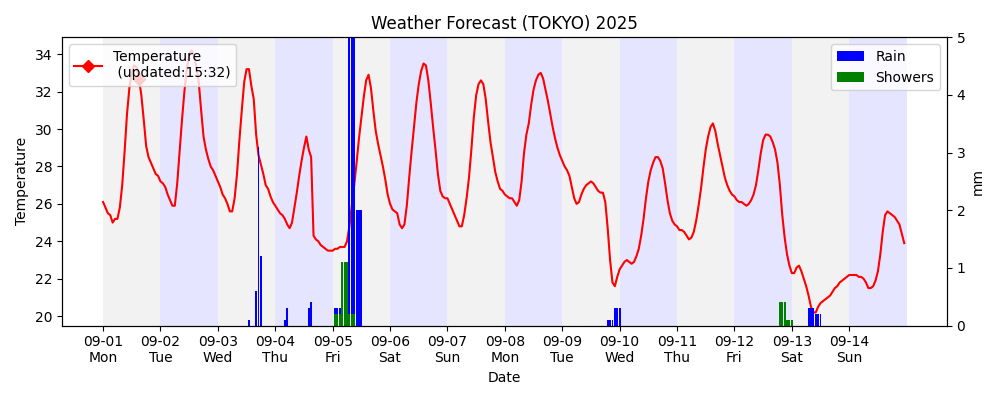 Weather Forecast (TOKYO) 2025
Temperature
(updated:15:32)
Rain
Showers
Temperature
34
32
30
28
26
24
22
20
5
4
3
2
1
0
mm
09-01 09-02 09-03 09-04 09-05 09-06 09-07 09-08 09-09 09-10 09-11 09-12 09-13 09-14
Mon Tue Wed Thu Fri Sat Sun Mon Tue Wed Thu Fri Sat Sun
Date